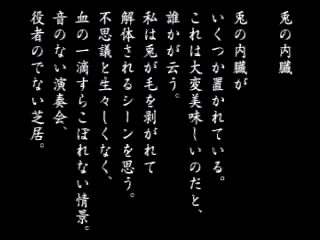 兎の内臓
兎の内臓が
いくつか置かれている。
これは大変美味しいのだと、
誰かが云う。
私は兎が毛を剥がれて
解体されるシーンを思う。
不思議と生々しくなく、
血の一滴すらこぼれない情景。
音のない演奏会、
役者のでない芝居。